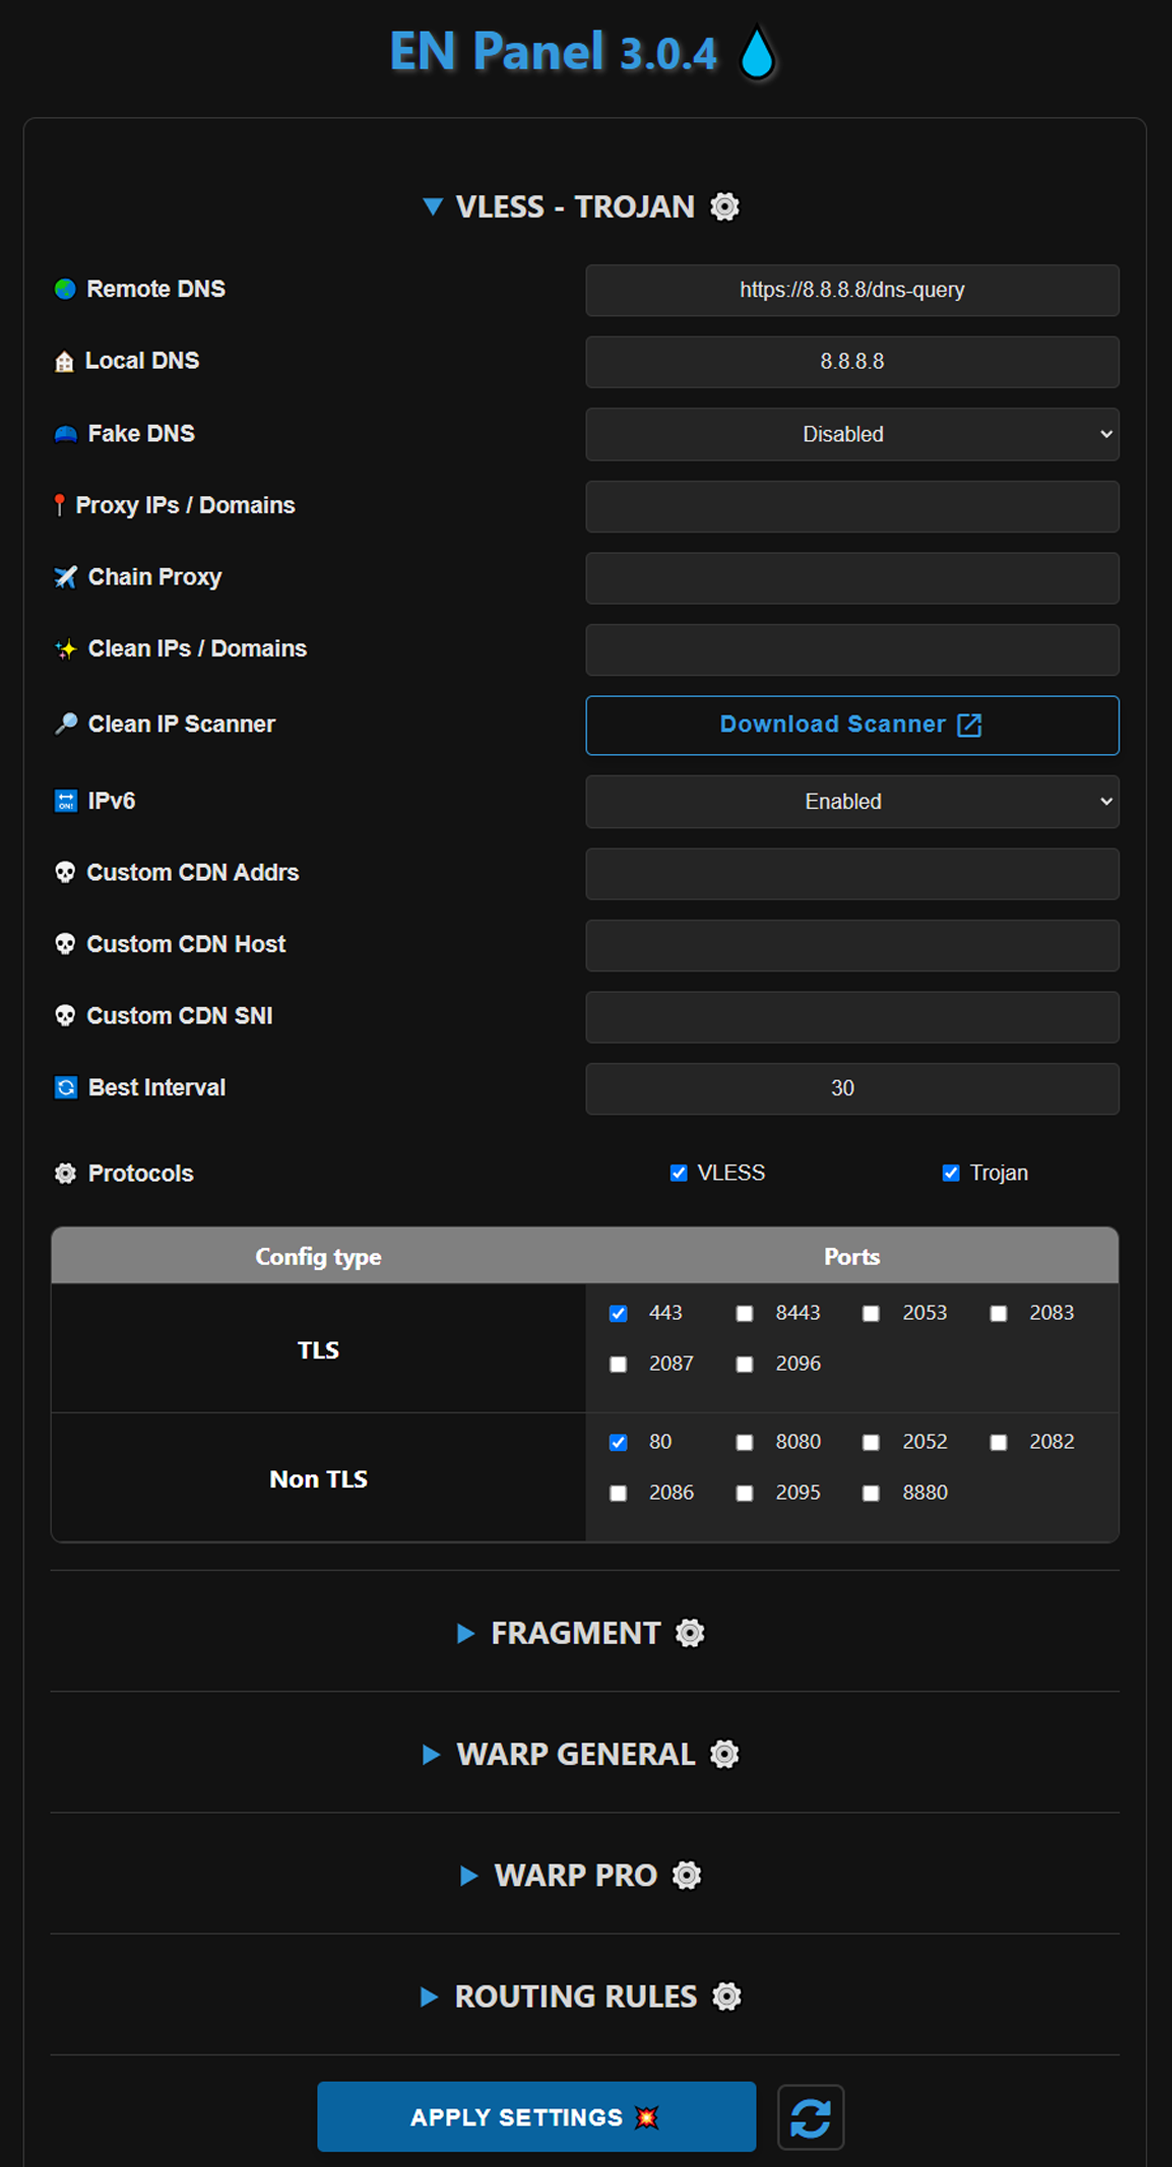 EN Panel 3.0.4
VLESS - TROJAN
Remote DNS https://8.8.8.8/dns-query
Local DNS 8.8.8.8
Fake DNS Disabled
Proxy IPs / Domains
Chain Proxy
Clean IPs / Domains
Clean IP Scanner Download Scanner
IPv6 Enabled
Custom CDN Addrs
Custom CDN Host
Custom CDN SNI
Best Interval 30
Protocols VLESS Trojan
Config type Ports
TLS
443 8443 2053 2083
2087 2096
Non TLS
80 8080 2052 2082
2086 2095 8880
FRAGMENT
WARP GENERAL
WARP PRO
ROUTING RULES
APPLY SETTINGS